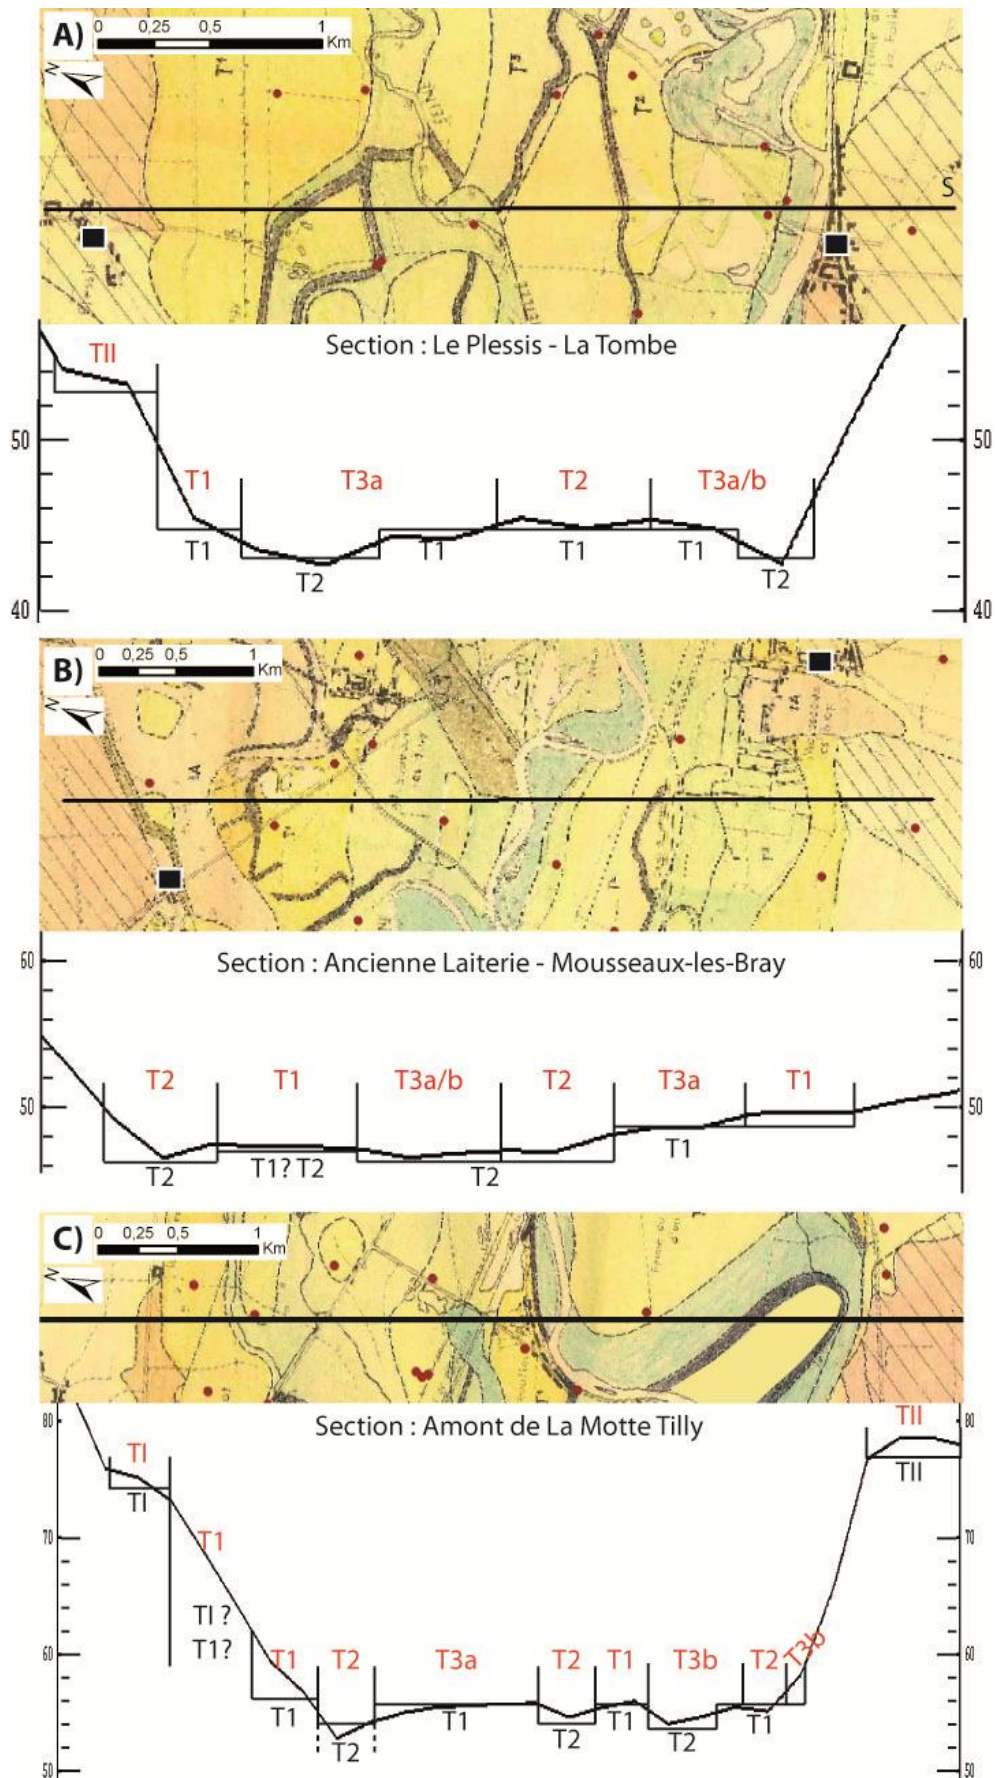 A) 0 0,25 0,5 1
Km
N
S
Section : Le Plessis - La Tombe
TII
50 50
T1 T3a T2 T3a/b
T1 T1 T1 T1
T2 T2
40 40
B) 0 0,25 0,5 1
Km
N
60 60
Section : Ancienne Laiterie - Mousseaux-les-Bray
50 50
T2 T1 T3a/b T2 T3a T1
T1
T2 T1? T2 T2
C) 0 0,25 0,5 1
Km
N
80 80
Section : Amont de La Motte Tilly
TII
TI
TI TII
70 70
T1
TI ?
T1?
60 60
T1 T2 T3a T2 T1 T3b T2 T3b
T1 T1 T1 T1
T2 T2 T2
50 50